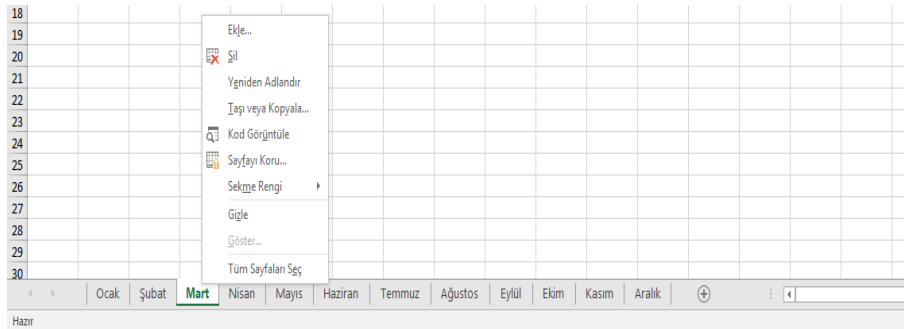 18
19
20
21
22
23
24
25
26
27
28
29
30
Ekle...
Sil
Yeniden Adlandır
Taşı veya Kopyala...
Kod Görüntüle
Sayfayı Koru...
Sekme Rengi
Gizle
Göster...
Tüm Sayfaları Seç
Ocak Şubat Mart Nisan Mayıs Haziran Temmuz Ağustos Eylül Ekim Kasım Aralık
Hazır